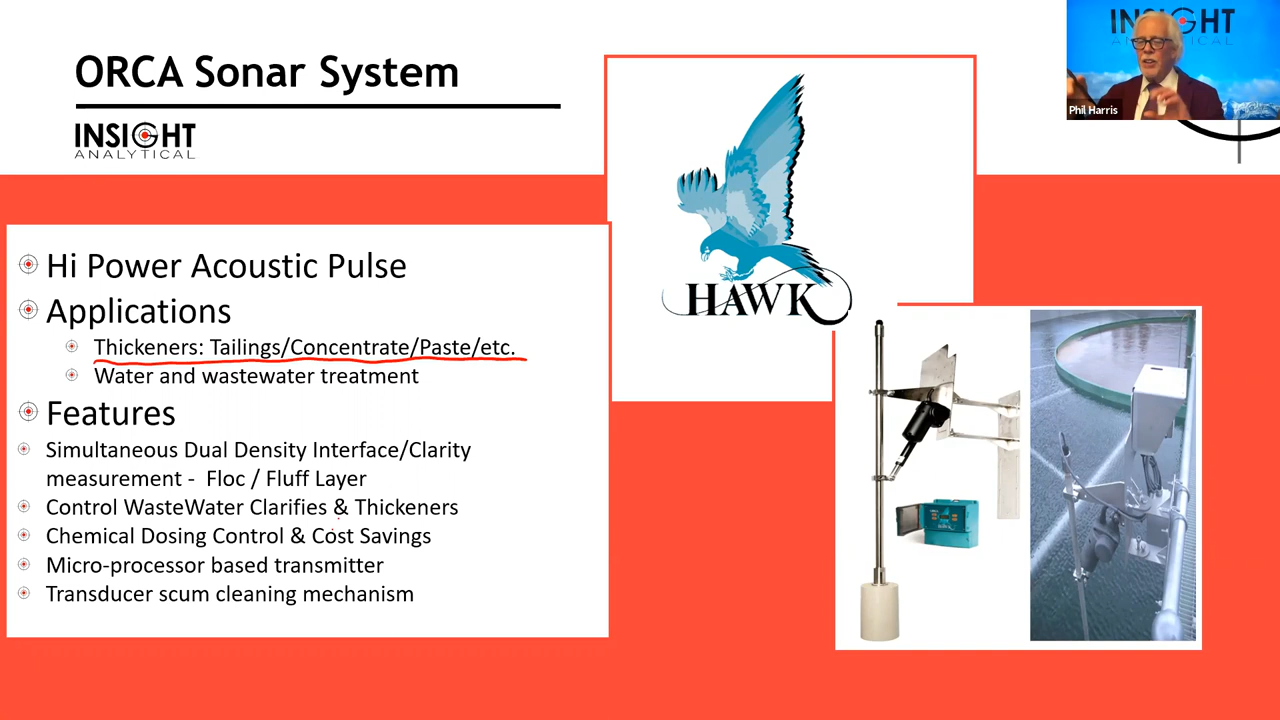 ORCA Sonar System
INSIGHT
ANALYTICAL
INSIGHT
ANALYTICAL
Phil Harris
HAWK
Hi Power Acoustic Pulse
Applications
Thickeners: Tailings/Concentrate/Paste/etc.
Water and wastewater treatment
Features
Simultaneous Dual Density Interface/Clarity
measurement - Floc / Fluff Layer
Control WasteWater Clarifies & Thickeners
Chemical Dosing Control & Cost Savings
Micro-processor based transmitter
Transducer scum cleaning mechanism